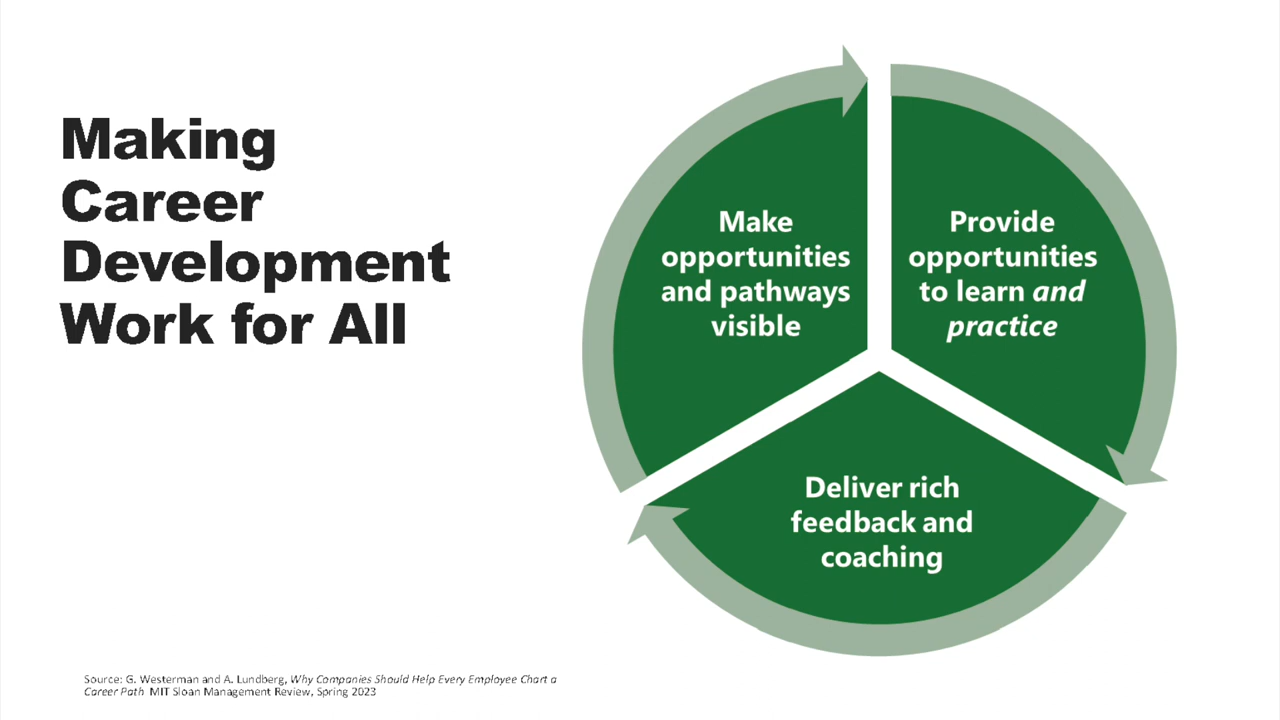 Making
Career
Development
Work for All
Make
opportunities
and pathways
visible
Provide
opportunities
to learn and
practice
Deliver rich
feedback and
coaching
Source: G. Westerman and A. Lundberg, Why Companies Should Help Every Employee Chart a
Career Path MIT Sloan Management Review, Spring 2023